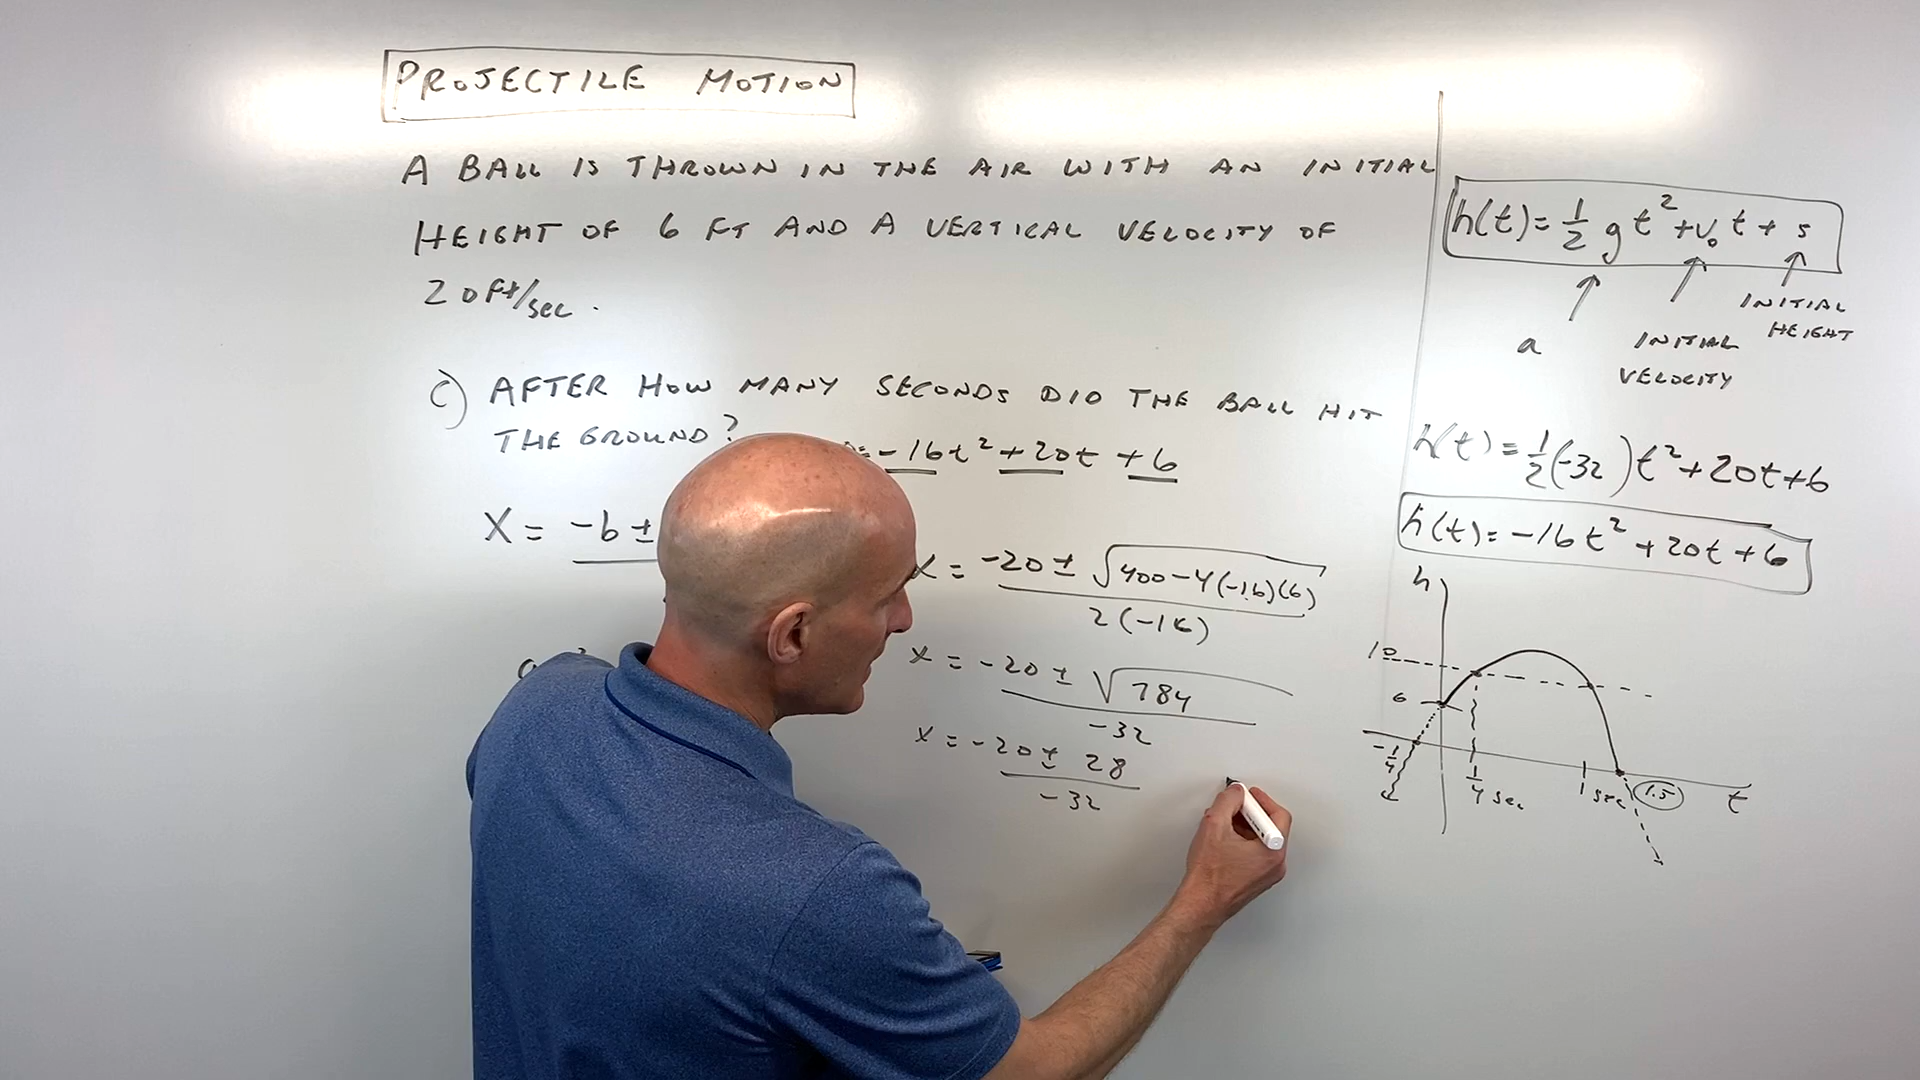 PROJECTILE MOTION
A BALL IS THROWN IN THE AIR WITH AN INITIAL
HEIGHT OF 6 FT AND A VERTICAL VELOCITY OF
20 ft/sec.
C) AFTER HOW MANY SECONDS DID THE BALL HIT
THE GROUND?
= -16t² + 20t + 6
X = -b ±
x = -20 ± √400-4(-16)(6)
2(-16)
x = -20 ± √784
-32
x = -20 ± 28
-32
h(t) = 1/2 g t² + v₀ t + s
a
INITIAL
VELOCITY
INITIAL
HEIGHT
h(t) = 1/2 (-32) t² + 20t + 6
h(t) = -16t² + 20t + 6
h
10
6
-1/4
1/4 sec
1 sec
1.5
t